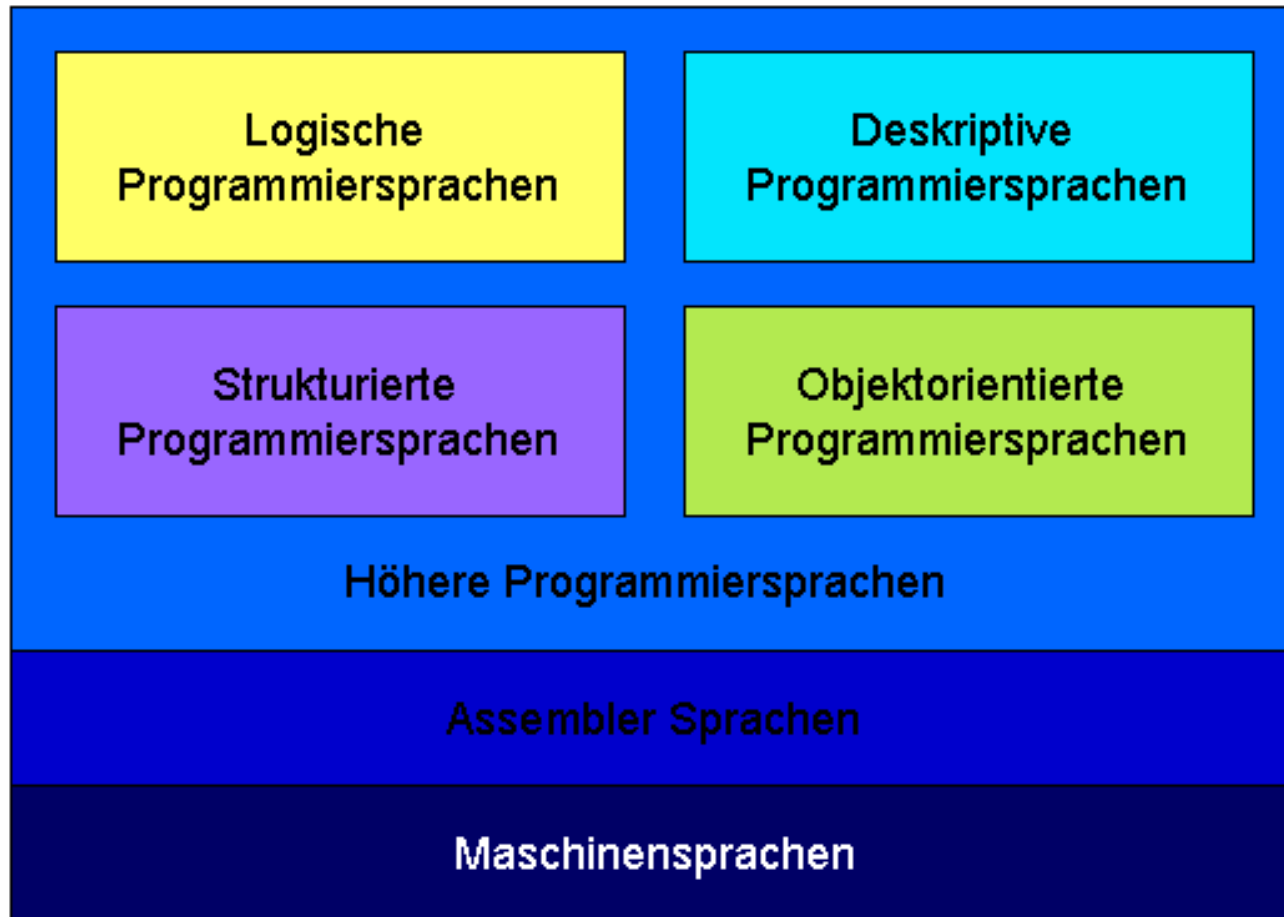 Logische
Programmiersprachen
Deskriptive
Programmiersprachen
Strukturierte
Programmiersprachen
Objektorientierte
Programmiersprachen
Höhere Programmiersprachen
Assembler Sprachen
Maschinensprachen